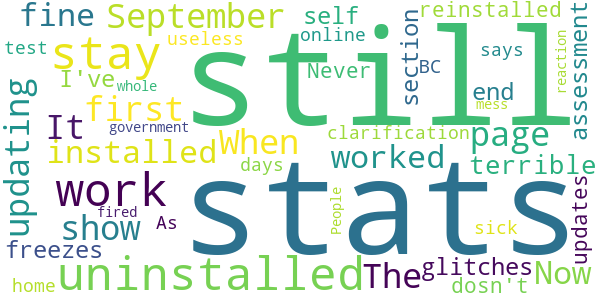 fine September self online reinstalled
test stay useless still section BC says assessment
I've whole first Never end reaction
updating It government When clarification mess page
installed days worked terrible
work stats
show fired As People sick updates
freezes uninstalled The glitches Now
home dosn't